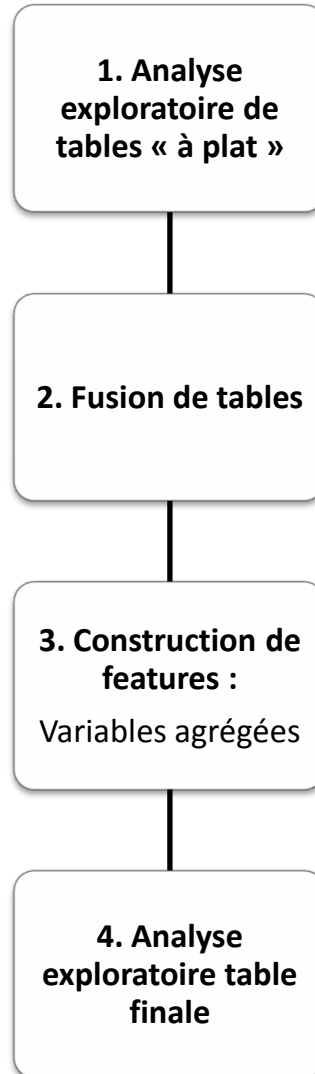 1. Analyse
exploratoire de
tables « à plat »
2. Fusion de tables
3. Construction de
features :
Variables agrégées
4. Analyse
exploratoire table
finale